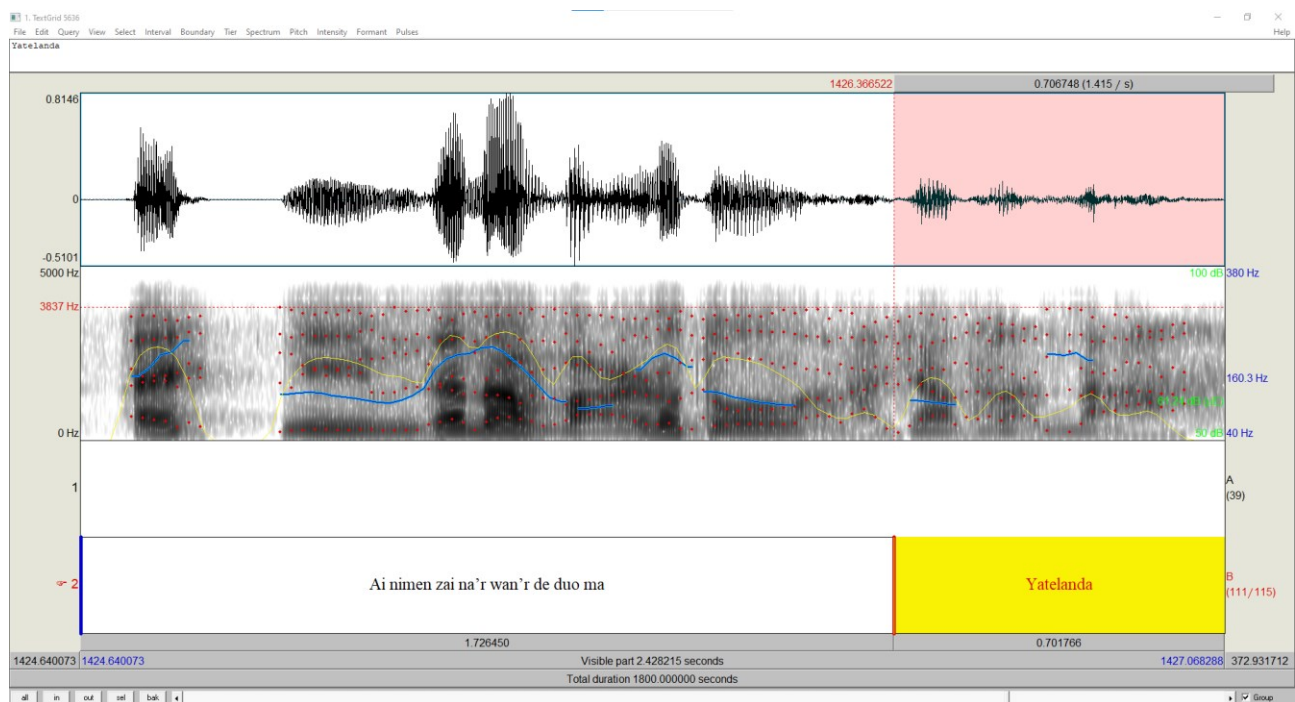 1. TextGrid 5636
File Edit Query View Select Interval Boundary Tier Spectrum Pitch Intensity Formant Pulses Help
Yatelanda
1426.366522 0.706748 (1.415 / s)
0.8146
0
-0.5101
5000 Hz 100 dB 380 Hz
3837 Hz
160.3 Hz
0 Hz 50 dB 40 Hz
1 A
(39)
2 Ai nimen zai na'r wan'r de duo ma Yatelanda B
(111/115)
1.726450 0.701766
1424.640073 1424.640073 Visible part 2.428215 seconds 1427.068288 372.931712
Total duration 1800.000000 seconds
all in out sel bak Group